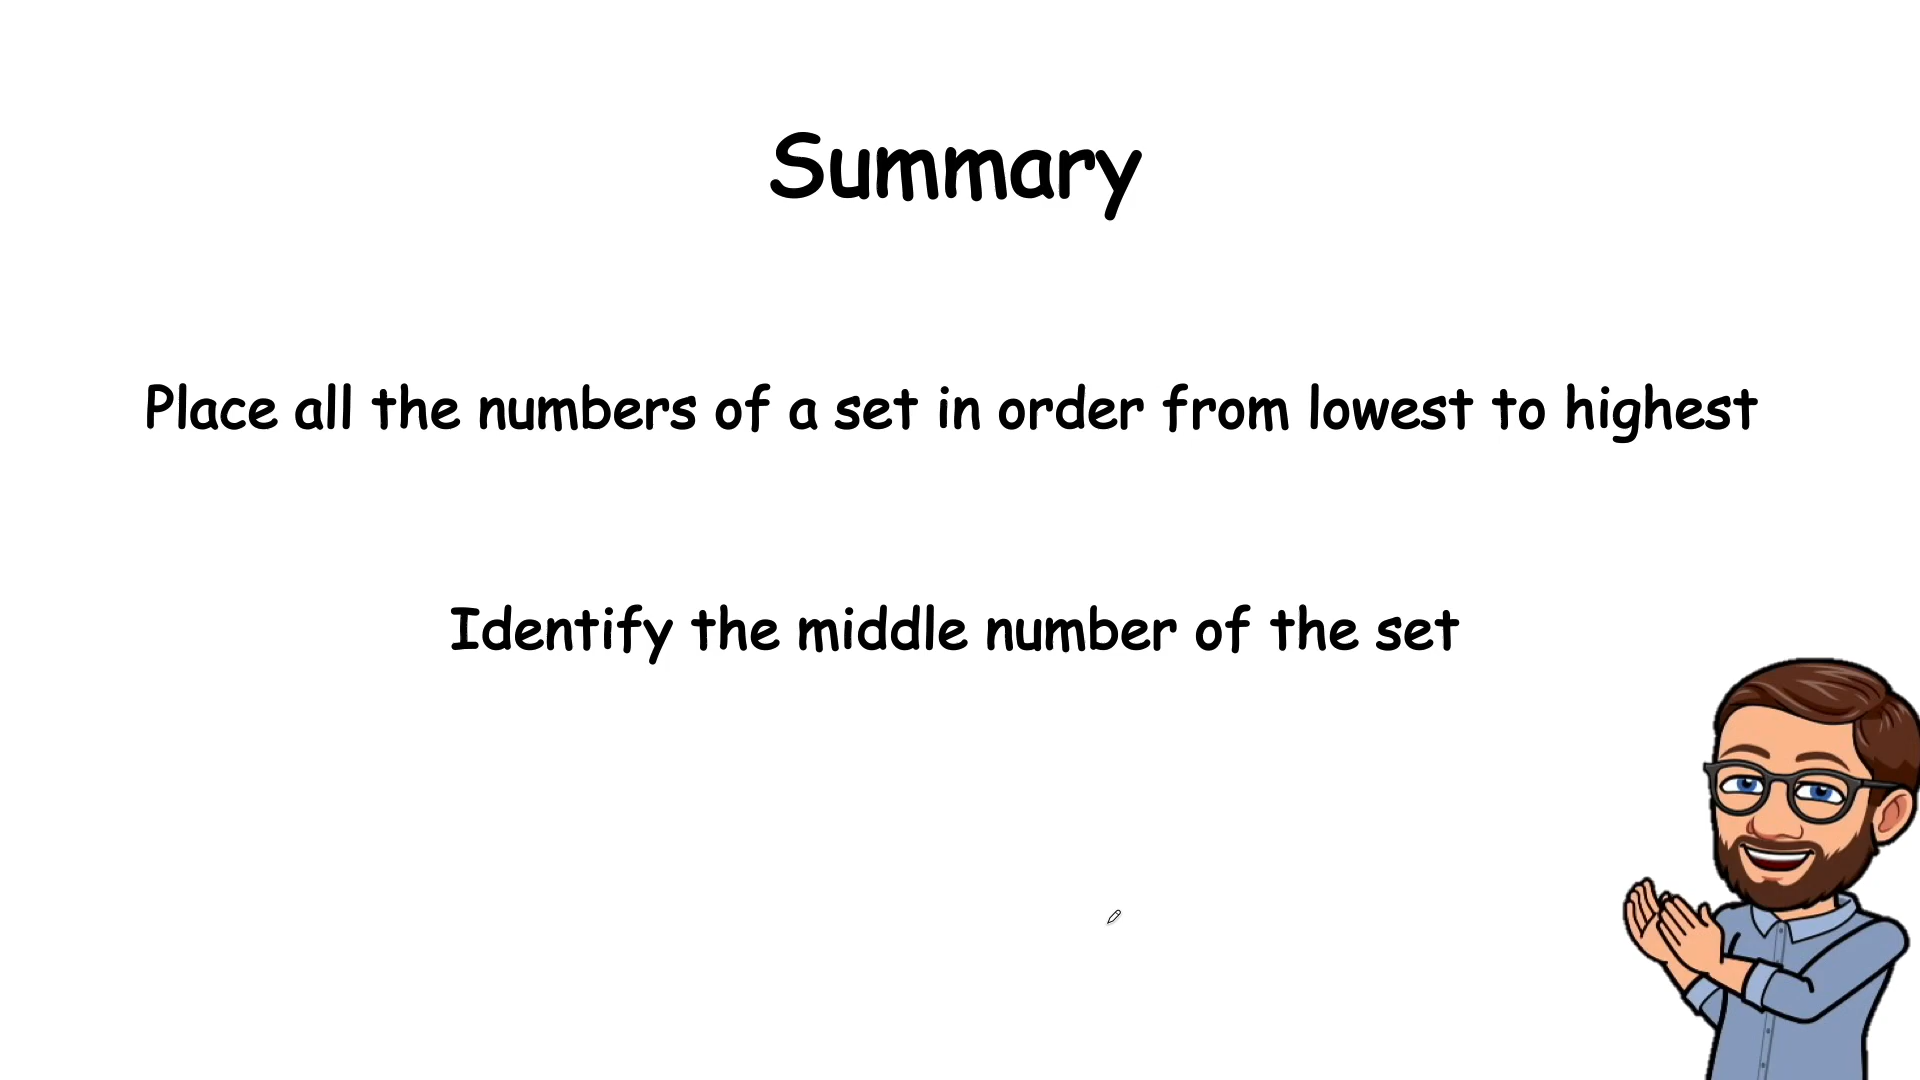 Summary
Place all the numbers of a set in order from lowest to highest
Identify the middle number of the set